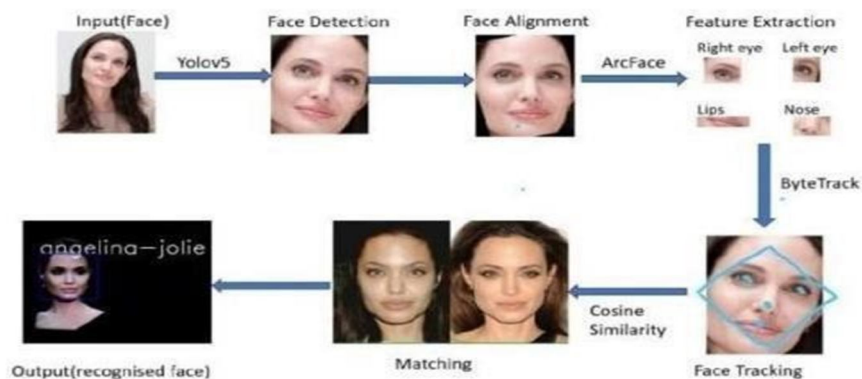 Input(Face)
Face Detection
Face Alignment
Feature Extraction
Yolov5
ArcFace
Right eye
Left eye
Lips
Nose
ByteTrack
angelina-jolie
Cosine
Similarity
Output(recognised face)
Matching
Face Tracking